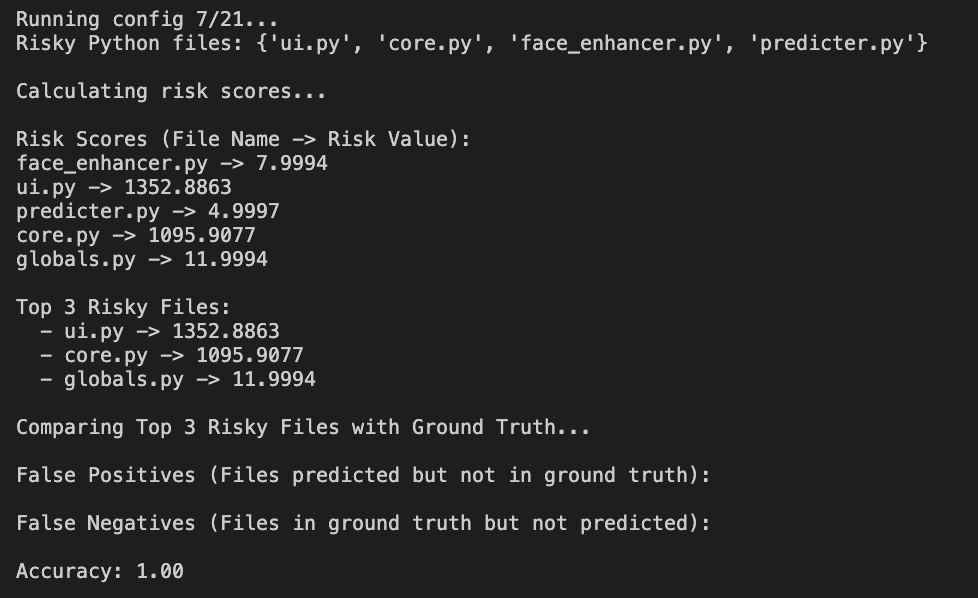 Running config 7/21...
Risky Python files: {'ui.py', 'core.py', 'face_enhancer.py', 'predicter.py'}
Calculating risk scores...
Risk Scores (File Name –> Risk Value):
face_enhancer.py –> 7.9994
ui.py –> 1352.8863
predicter.py –> 4.9997
core.py –> 1095.9077
globals.py –> 11.9994
Top 3 Risky Files:
– ui.py –> 1352.8863
– core.py –> 1095.9077
– globals.py –> 11.9994
Comparing Top 3 Risky Files with Ground Truth...
False Positives (Files predicted but not in ground truth):
False Negatives (Files in ground truth but not predicted):
Accuracy: 1.00